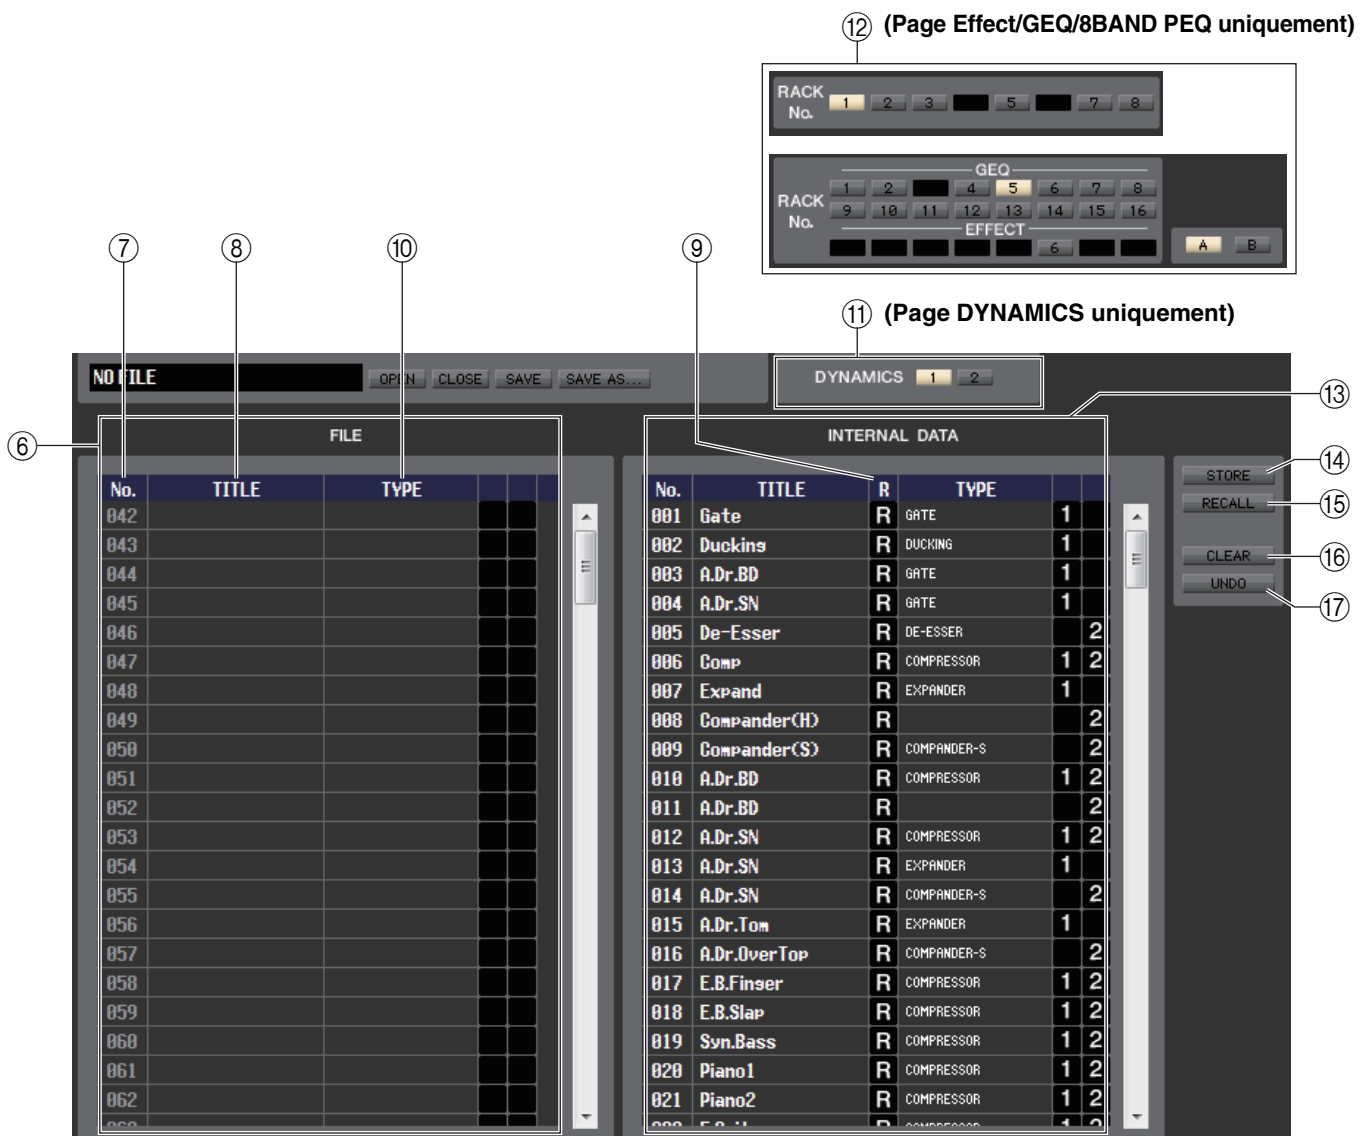 ⑫ (Page Effect/GEQ/8BAND PEQ uniquement)
RACK No. 1 2 3 5 7 8
GEQ
RACK No.
1 2 4 5 6 7 8
9 10 11 12 13 14 15 16
EFFECT
6
A B
⑦ ⑧ ⑩ ⑨
⑪ (Page DYNAMICS uniquement)
NO FILE OPEN CLOSE SAVE SAVE AS...
DYNAMICS 1 2
⑬
⑥
FILE
INTERNAL DATA
⑭ STORE
⑮ RECALL
⑯ CLEAR
⑰ UNDO
No. TITLE TYPE
042
043
044
045
046
047
048
049
050
051
052
053
054
055
056
057
058
059
060
061
062
No. TITLE R TYPE
001 Gate R GATE 1
002 Ducking R DUCKING 1
003 A.Dr.BD R GATE 1
004 A.Dr.SN R GATE 1
005 De-Esser R DE-ESSER 2
006 Comp R COMPRESSOR 1 2
007 Expand R EXPANDER 1
008 Compander(H) R 2
009 Compander(S) R COMPANDER-S 2
010 A.Dr.BD R COMPRESSOR 1 2
011 A.Dr.BD R 2
012 A.Dr.SN R COMPRESSOR 1 2
013 A.Dr.SN R EXPANDER 1
014 A.Dr.SN R COMPANDER-S 2
015 A.Dr.Tom R EXPANDER 1
016 A.Dr.OverTop R COMPANDER-S 2
017 E.B.Finger R COMPRESSOR 1 2
018 E.B.Slap R COMPRESSOR 1 2
019 Syn.Bass R COMPRESSOR 1 2
020 Piano1 R COMPRESSOR 1 2
021 Piano2 R COMPRESSOR 1 2